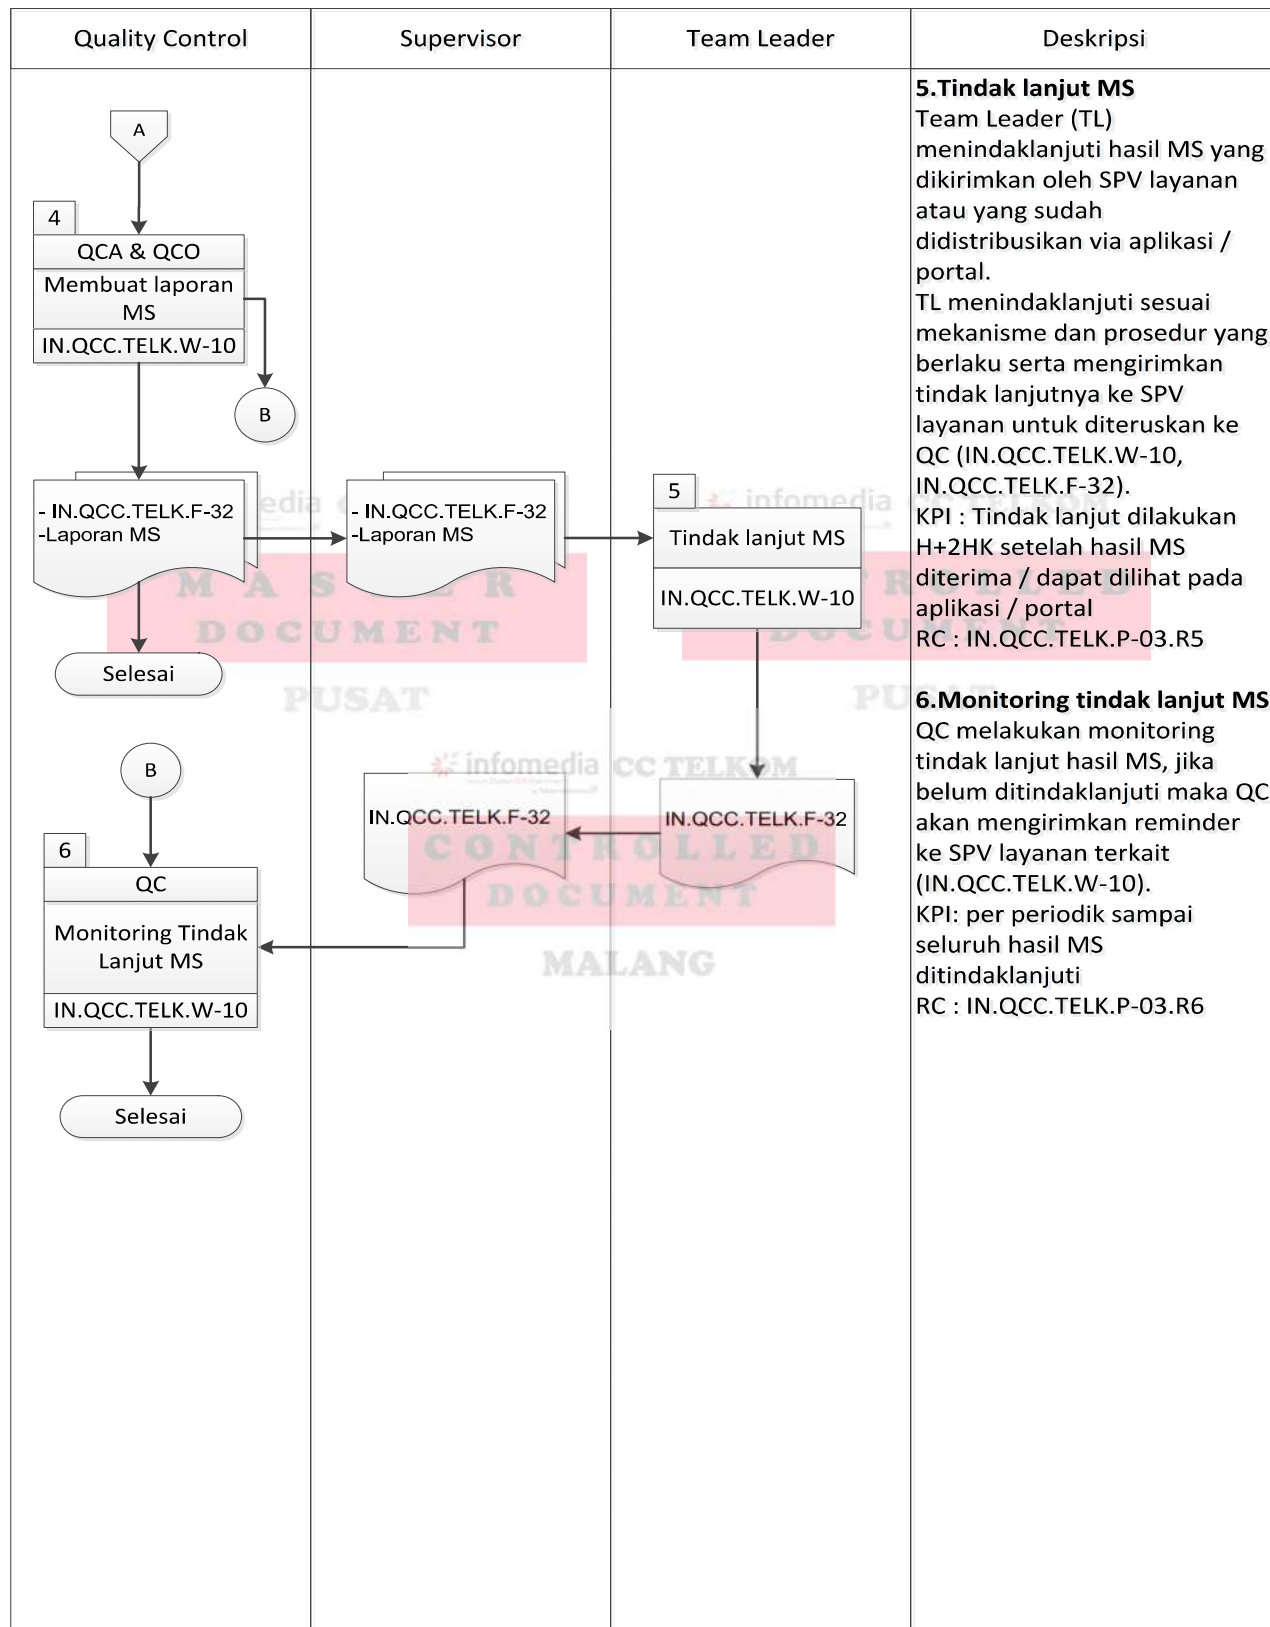 Quality Control
Supervisor
Team Leader
Deskripsi
A
4
QCA & QCO
Membuat laporan
MS
IN.QCC.TELK.W-10
B
- IN.QCC.TELK.F-32
-Laporan MS
Selesai
- IN.QCC.TELK.F-32
-Laporan MS
5
Tindak lanjut MS
IN.QCC.TELK.W-10
IN.QCC.TELK.F-32
IN.QCC.TELK.F-32
B
6
QC
Monitoring Tindak
Lanjut MS
IN.QCC.TELK.W-10
Selesai
5.Tindak lanjut MS
Team Leader (TL)
menindaklanjuti hasil MS yang
dikirimkan oleh SPV layanan
atau yang sudah
didistribusikan via aplikasi /
portal.
TL menindaklanjuti sesuai
mekanisme dan prosedur yang
berlaku serta mengirimkan
tindak lanjutnya ke SPV
layanan untuk diteruskan ke
QC (IN.QCC.TELK.W-10,
IN.QCC.TELK.F-32).
KPI : Tindak lanjut dilakukan
H+2HK setelah hasil MS
diterima / dapat dilihat pada
aplikasi / portal
RC : IN.QCC.TELK.P-03.R5
6.Monitoring tindak lanjut MS
QC melakukan monitoring
tindak lanjut hasil MS, jika
belum ditindaklanjuti maka QC
akan mengirimkan reminder
ke SPV layanan terkait
(IN.QCC.TELK.W-10).
KPI: per periodik sampai
seluruh hasil MS
ditindaklanjuti
RC : IN.QCC.TELK.P-03.R6
DOCUMENT
PUSAT
infomedia CC TELKOM
DOCUMENT
PUSAT
infomedia CC TELKOM
CONTROLLED
DOCUMENT
MALANG